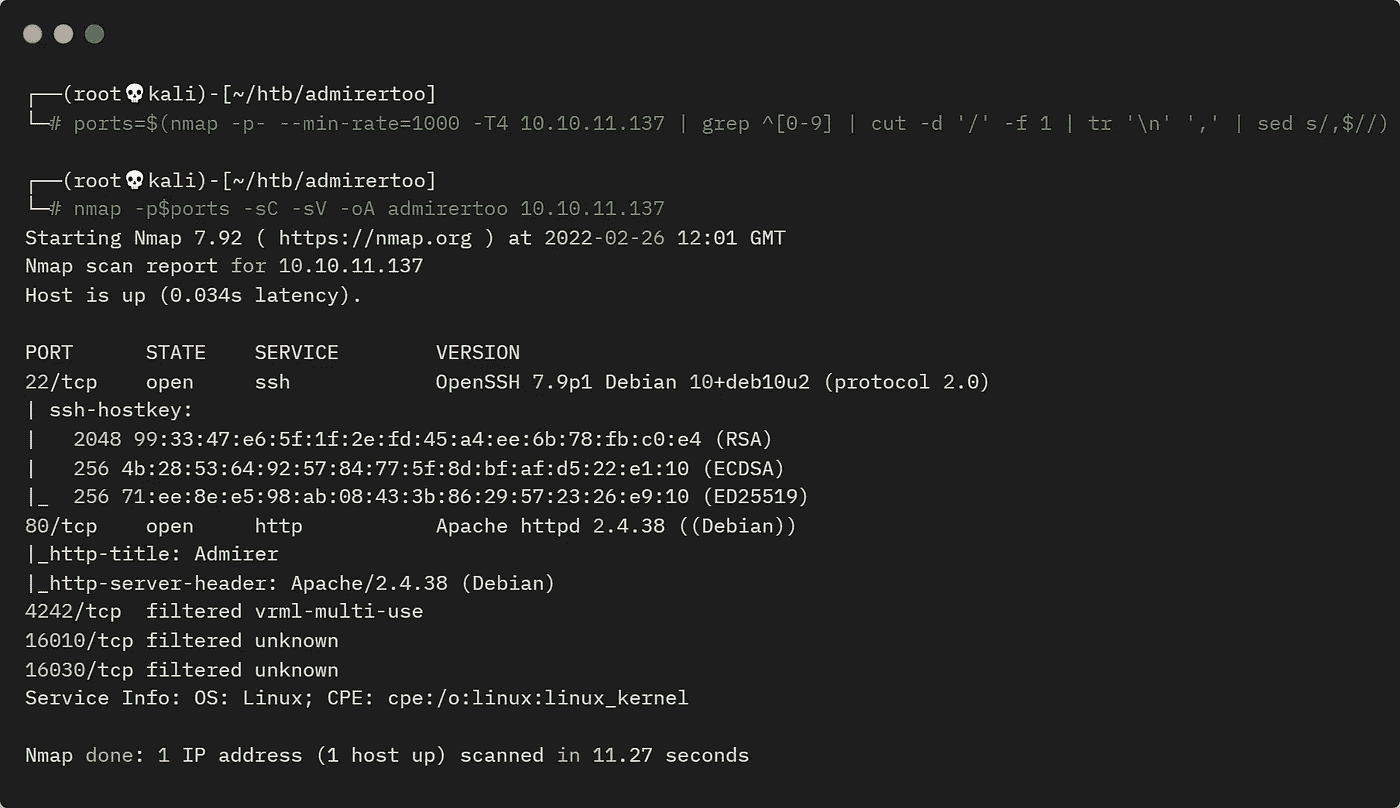 ┌──(root💀kali)-[~/htb/admirertoo]
└─# ports=$(nmap -p- --min-rate=1000 -T4 10.10.11.137 | grep ^[0-9] | cut -d '/' -f 1 | tr '\n' ',' | sed s/,$//)
┌──(root💀kali)-[~/htb/admirertoo]
└─# nmap -p$ports -sC -sV -oA admirertoo 10.10.11.137
Starting Nmap 7.92 ( https://nmap.org ) at 2022-02-26 12:01 GMT
Nmap scan report for 10.10.11.137
Host is up (0.034s latency).
PORT      STATE    SERVICE        VERSION
22/tcp    open     ssh            OpenSSH 7.9p1 Debian 10+deb10u2 (protocol 2.0)
| ssh-hostkey:
|   2048 99:33:47:e6:5f:1f:2e:fd:45:a4:ee:6b:78:fb:c0:e4 (RSA)
|   256 4b:28:53:64:92:57:84:77:5f:8d:bf:af:d5:22:e1:10 (ECDSA)
|_  256 71:ee:8e:e5:98:ab:08:43:3b:86:29:57:23:26:e9:10 (ED25519)
80/tcp    open     http           Apache httpd 2.4.38 ((Debian))
|_http-title: Admirer
|_http-server-header: Apache/2.4.38 (Debian)
4242/tcp  filtered vrml-multi-use
16010/tcp filtered unknown
16030/tcp filtered unknown
Service Info: OS: Linux; CPE: cpe:/o:linux:linux_kernel
Nmap done: 1 IP address (1 host up) scanned in 11.27 seconds